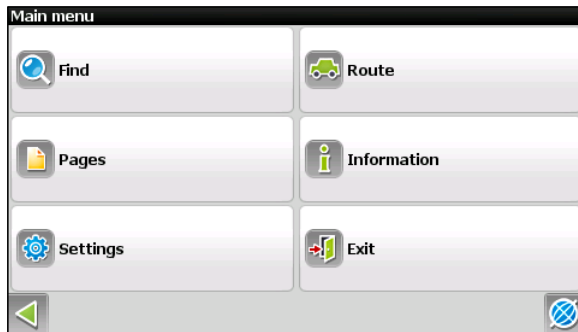 Main menu
Find
Route
Pages
Information
Settings
Exit